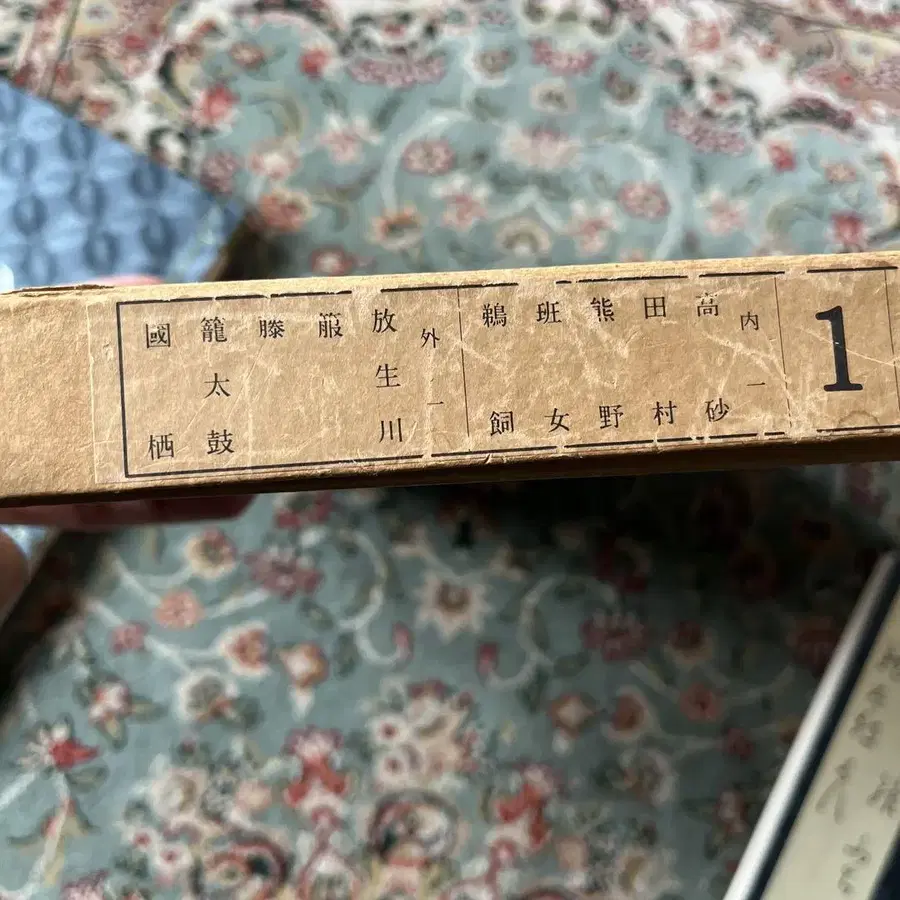 1
内一
高砂
田村
熊野
班女
鵜飼
外一
放生川
箙
藤
籠太鼓
國栖